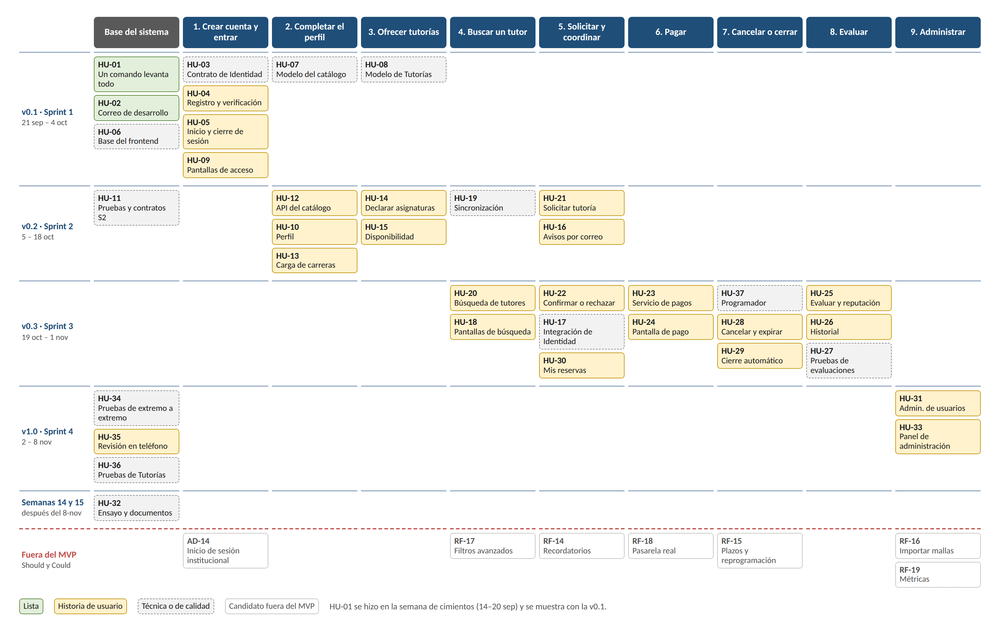 Base del sistema
1. Crear cuenta y
entrar
2. Completar el
perfil
3. Ofrecer tutorías
4. Buscar un tutor
5. Solicitar y
coordinar
6. Pagar
7. Cancelar o cerrar
8. Evaluar
9. Administrar
v0.1 · Sprint 1
21 sep – 4 oct
HU-01
Un comando levanta
todo
HU-02
Correo de desarrollo
HU-06
Base del frontend
HU-03
Contrato de Identidad
HU-04
Registro y verificación
HU-05
Inicio y cierre de
sesión
HU-09
Pantallas de acceso
HU-07
Modelo del catálogo
HU-08
Modelo de Tutorías
v0.2 · Sprint 2
5 – 18 oct
HU-11
Pruebas y contratos
S2
HU-12
API del catálogo
HU-10
Perfil
HU-13
Carga de carreras
HU-14
Declarar asignaturas
HU-15
Disponibilidad
HU-19
Sincronización
HU-21
Solicitar tutoría
HU-16
Avisos por correo
v0.3 · Sprint 3
19 oct – 1 nov
HU-20
Búsqueda de tutores
HU-18
Pantallas de búsqueda
HU-22
Confirmar o rechazar
HU-17
Integración de
Identidad
HU-30
Mis reservas
HU-23
Servicio de pagos
HU-24
Pantalla de pago
HU-37
Programador
HU-28
Cancelar y expirar
HU-29
Cierre automático
HU-25
Evaluar y reputación
HU-26
Historial
HU-27
Pruebas de
evaluaciones
v1.0 · Sprint 4
2 – 8 nov
HU-34
Pruebas de extremo a
extremo
HU-35
Revisión en teléfono
HU-36
Pruebas de Tutorías
HU-31
Admin. de usuarios
HU-33
Panel de
administración
Semanas 14 y 15
después del 8-nov
HU-32
Ensayo y documentos
Fuera del MVP
Should y Could
AD-14
Inicio de sesión
institucional
RF-17
Filtros avanzados
RF-14
Recordatorios
RF-18
Pasarela real
RF-15
Plazos y
reprogramación
RF-16
Importar mallas
RF-19
Métricas
Lista
Historia de usuario
Técnica o de calidad
Candidato fuera del MVP
HU-01 se hizo en la semana de cimientos (14–20 sep) y se muestra con la v0.1.